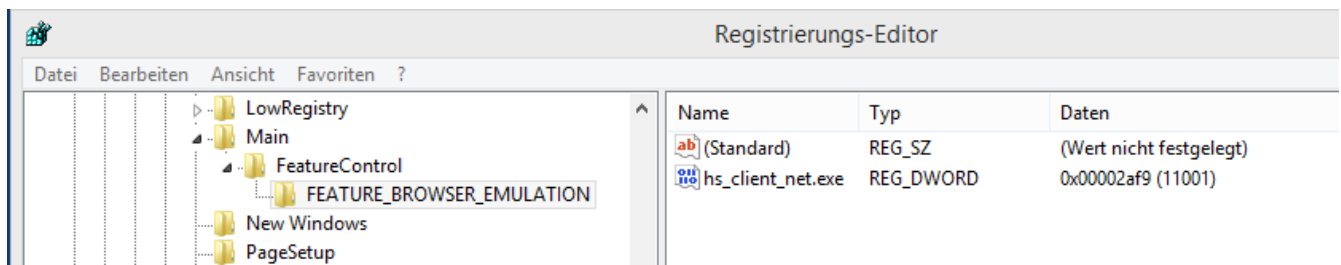 Registrierungs-Editor
Datei Bearbeiten Ansicht Favoriten ?
LowRegistry
Main
FeatureControl
FEATURE_BROWSER_EMULATION
New Windows
PageSetup
Name Typ Daten
ab (Standard) REG_SZ (Wert nicht festgelegt)
hs_client_net.exe REG_DWORD 0x00002af9 (11001)